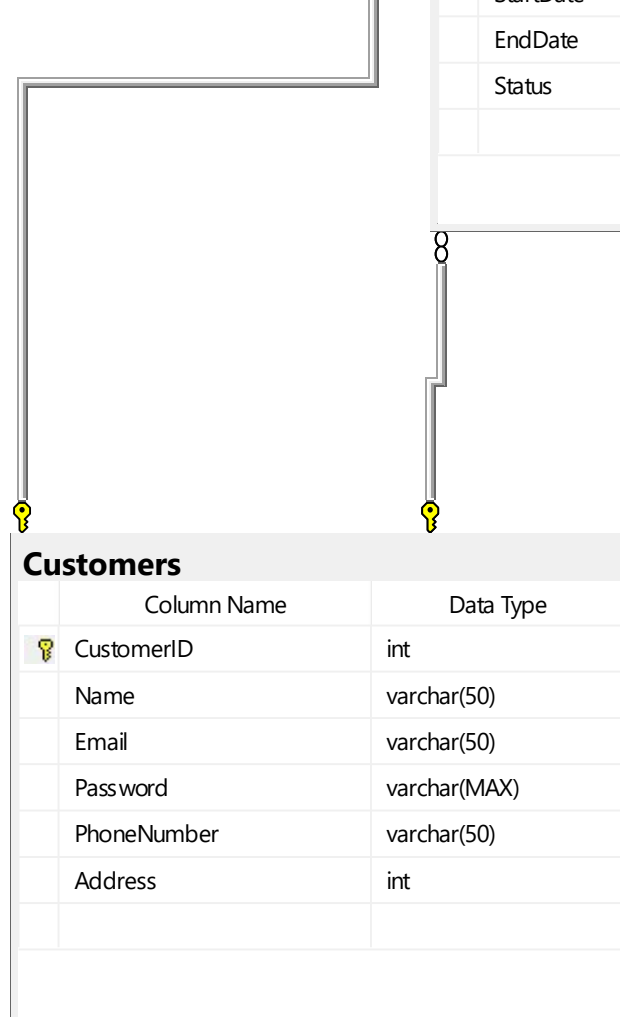 EndDate
Status
Customers
Column Name Data Type
CustomerID int
Name varchar(50)
Email varchar(50)
Password varchar(MAX)
PhoneNumber varchar(50)
Address int